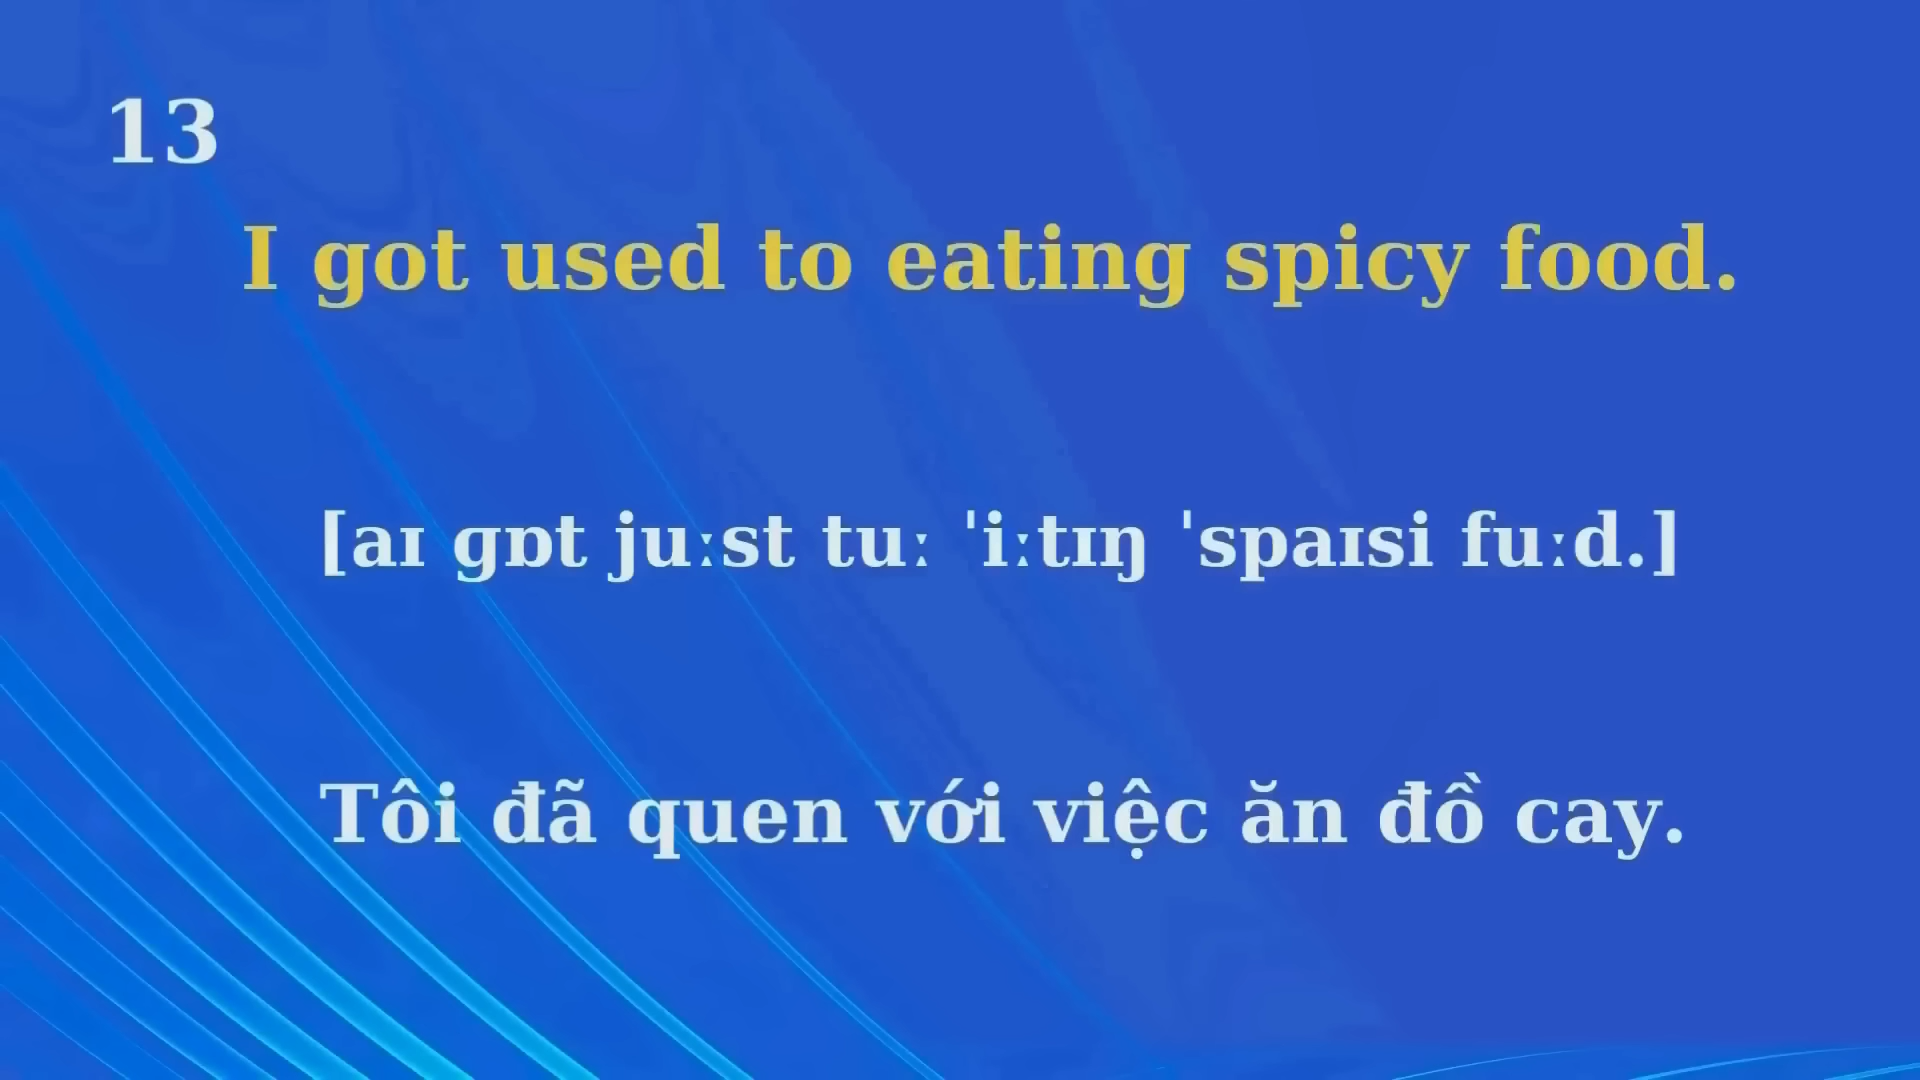 13
I got used to eating spicy food.
[aɪ ɡɒt juːst tuː ˈiːtɪŋ ˈspaɪsi fuːd.]
Tôi đã quen với việc ăn đồ cay.